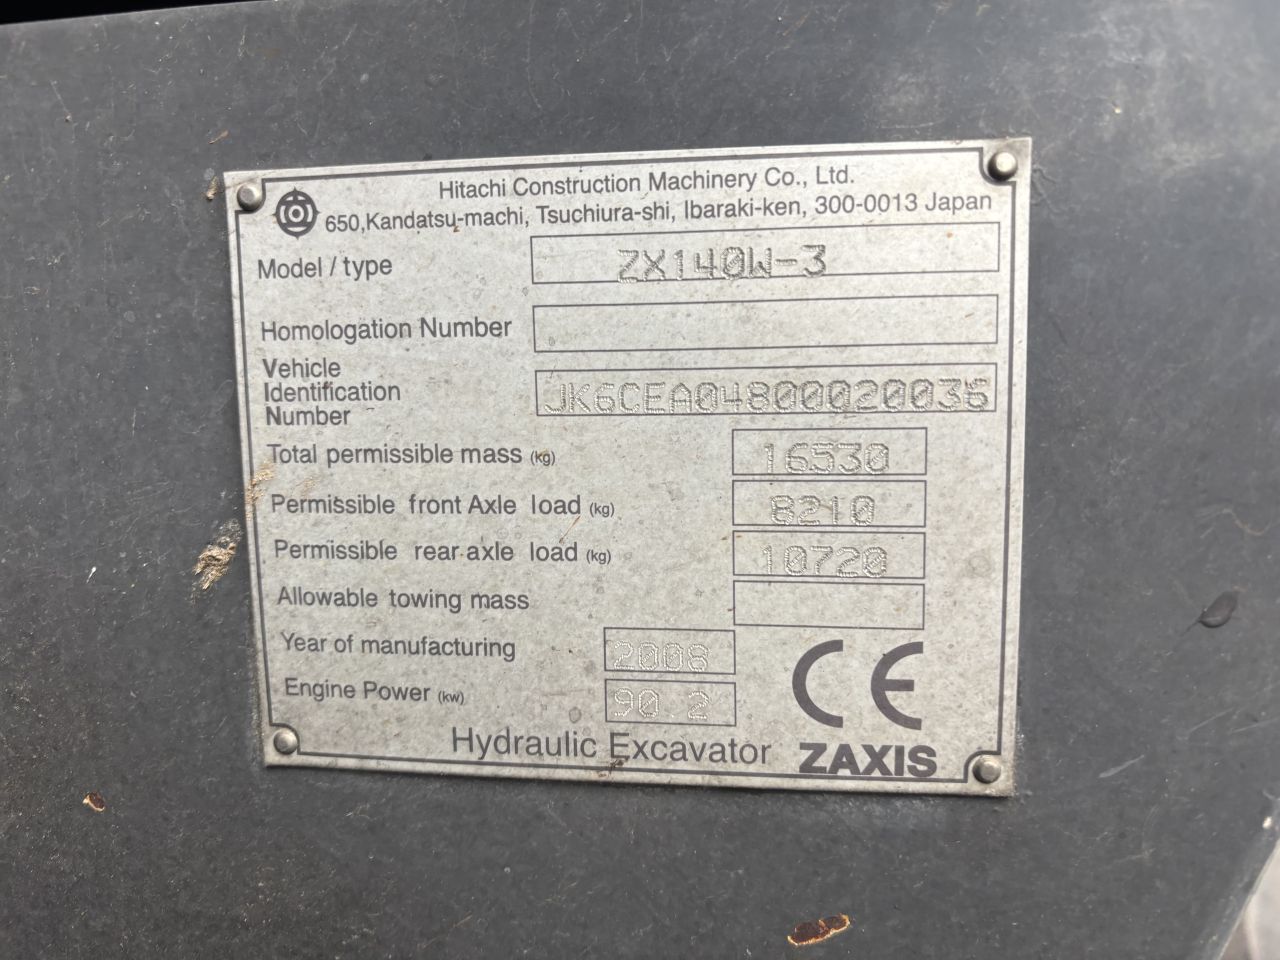 Hitachi Construction Machinery Co., Ltd.
650,Kandatsu-machi, Tsuchiura-shi, Ibaraki-ken, 300-0013 Japan
Model / type ZX140W-3
Homologation Number
Vehicle
Identification
Number JK6CEA04800020036
Total permissible mass (kg) 16530
Permissible front Axle load (kg) 8210
Permissible rear axle load (kg) 10720
Allowable towing mass
Year of manufacturing 2008
Engine Power (kw) 90.2
CE
Hydraulic Excavator ZAXIS